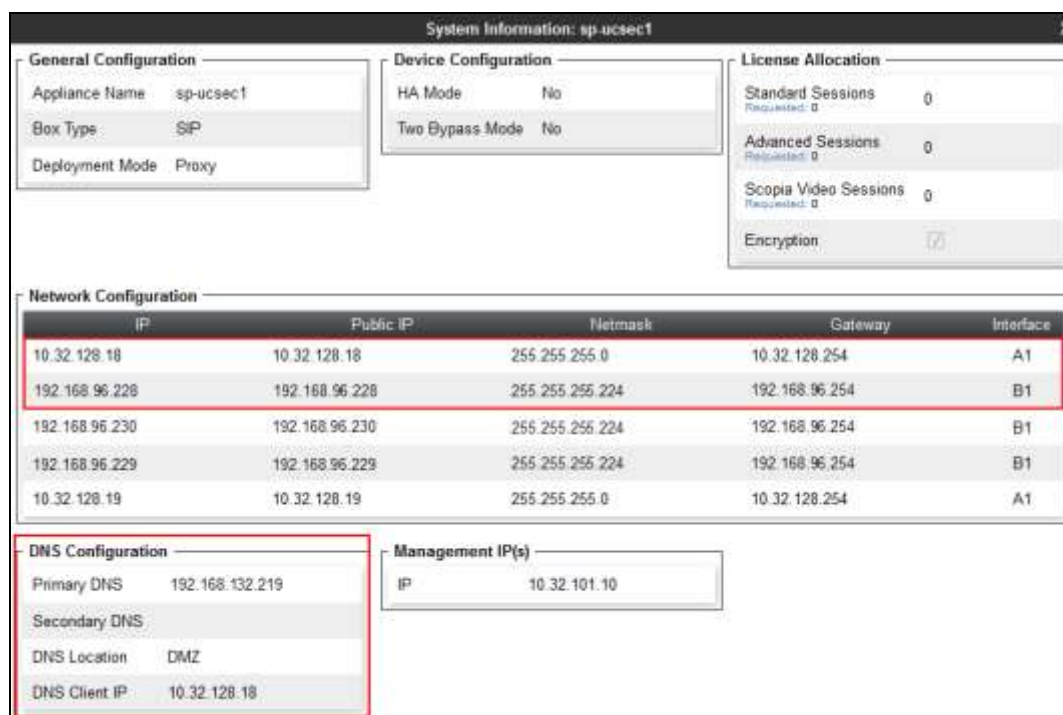 System Information: sp-ucsec1
General Configuration
Appliance Name sp-ucsec1
Box Type SIP
Deployment Mode Proxy
Device Configuration
HA Mode No
Two Bypass Mode No
License Allocation
Standard Sessions 0
Requested: 0
Advanced Sessions 0
Requested: 0
Scopia Video Sessions 0
Requested: 0
Encryption
Network Configuration
IP Public IP Netmask Gateway Interface
10.32.128.18 10.32.128.18 255.255.255.0 10.32.128.254 A1
192.168.96.228 192.168.96.228 255.255.255.224 192.168.96.254 B1
192.168.96.230 192.168.96.230 255.255.255.224 192.168.96.254 B1
192.168.96.229 192.168.96.229 255.255.255.224 192.168.96.254 B1
10.32.128.19 10.32.128.19 255.255.255.0 10.32.128.254 A1
DNS Configuration
Primary DNS 192.168.132.219
Secondary DNS
DNS Location DMZ
DNS Client IP 10.32.128.18
Management IP(s)
IP 10.32.101.10